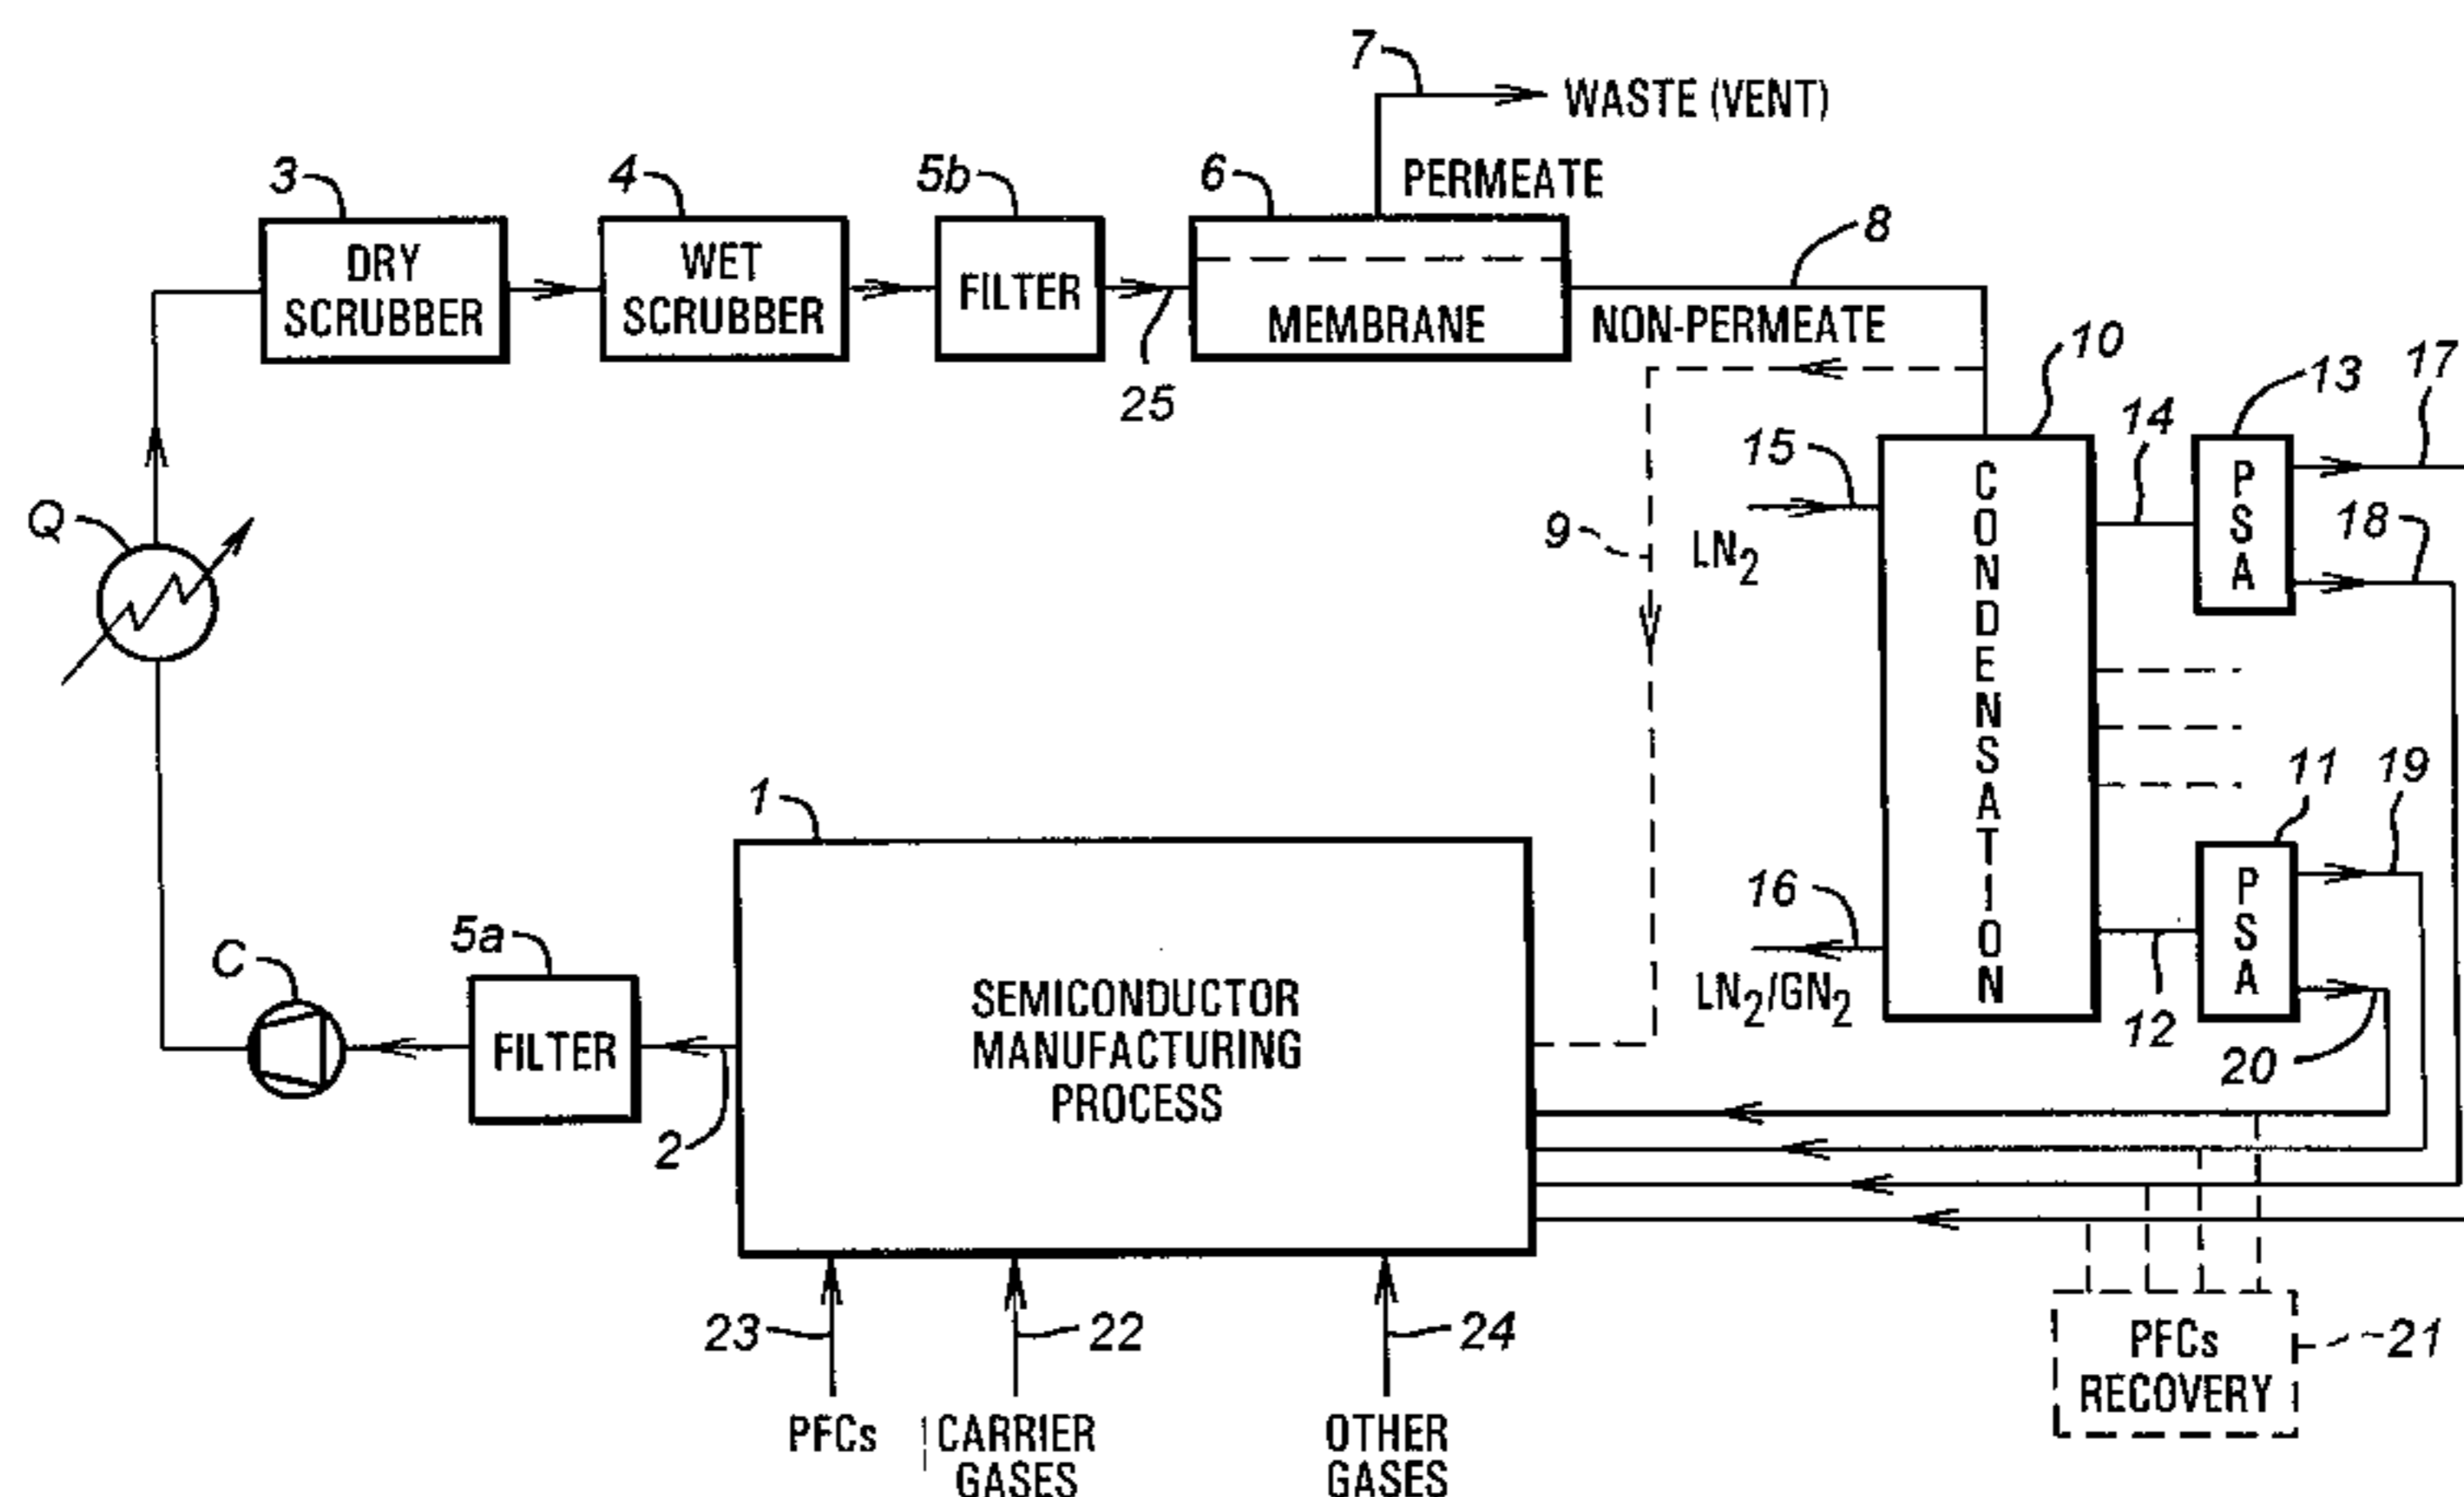 7
WASTE (VENT)
PERMEATE
3
4
5b
6
8
DRY
SCRUBBER
WET
SCRUBBER
FILTER
MEMBRANE
NON-PERMEATE
25
10
13
17
14
15
Q
9
LN2
18
CONDENSATION
PSA
PSA
1
11
19
16
5a
C
LN2/GN2
12
20
FILTER
2
SEMICONDUCTOR
MANUFACTURING
PROCESS
23
22
24
PFCs
CARRIER
GASES
OTHER
GASES
PFCs
RECOVERY
21